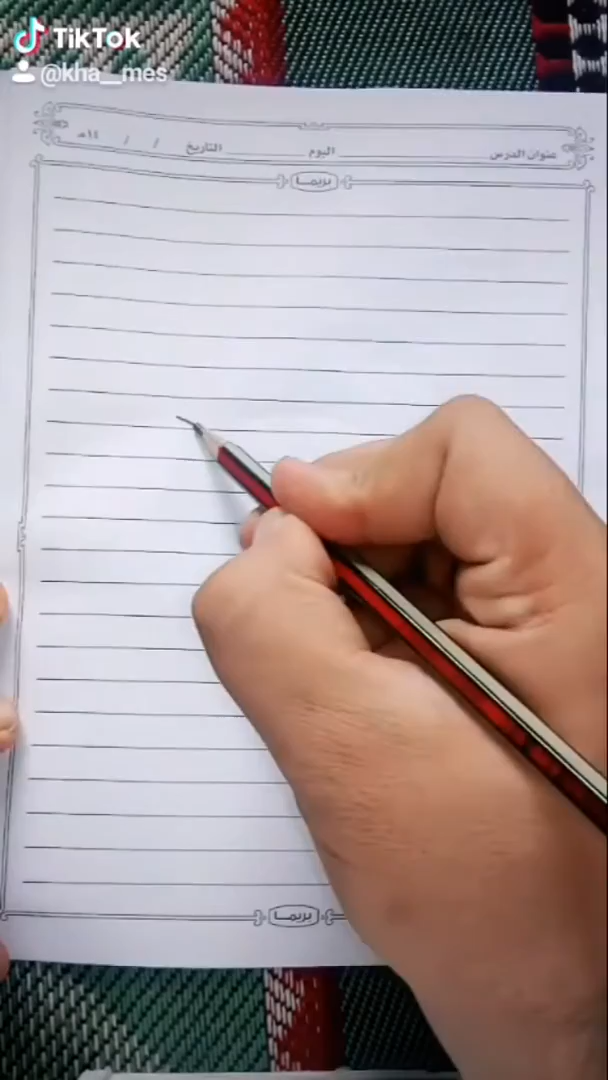 TikTok
@kha__mes
عنوان الدرس اليوم التاريخ / / ١٤هـ
بريما
بريما